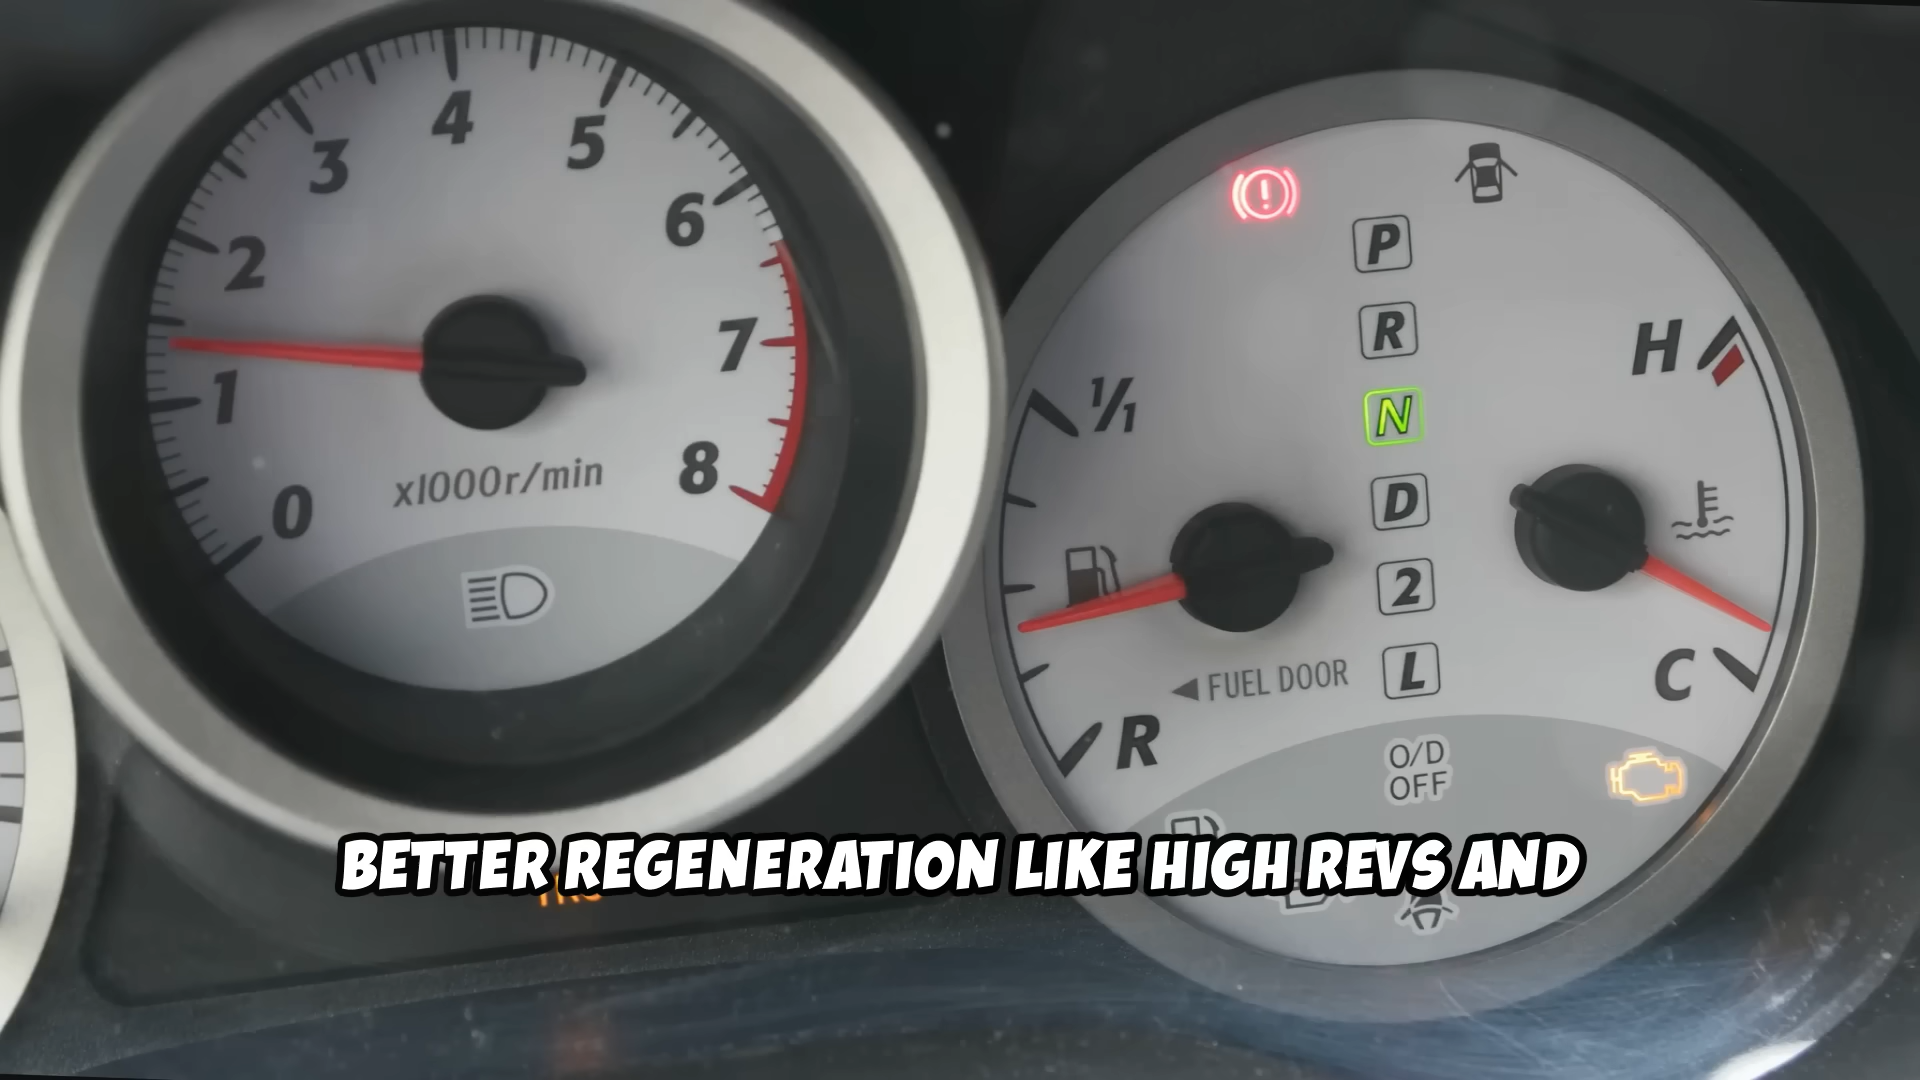 0
1
2
3
4
5
6
7
8
x1000r/min
P
R
N
D
2
L
1/1
R
FUEL DOOR
H
C
O/D
OFF
BETTER REGENERATION LIKE HIGH REVS AND